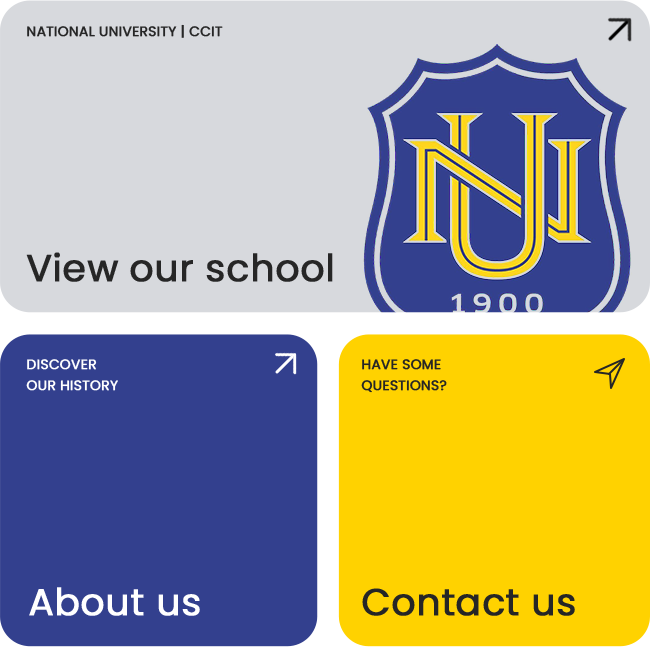 NATIONAL UNIVERSITY | CCIT
NU
1900
View our school
DISCOVER
OUR HISTORY
About us
HAVE SOME
QUESTIONS?
Contact us